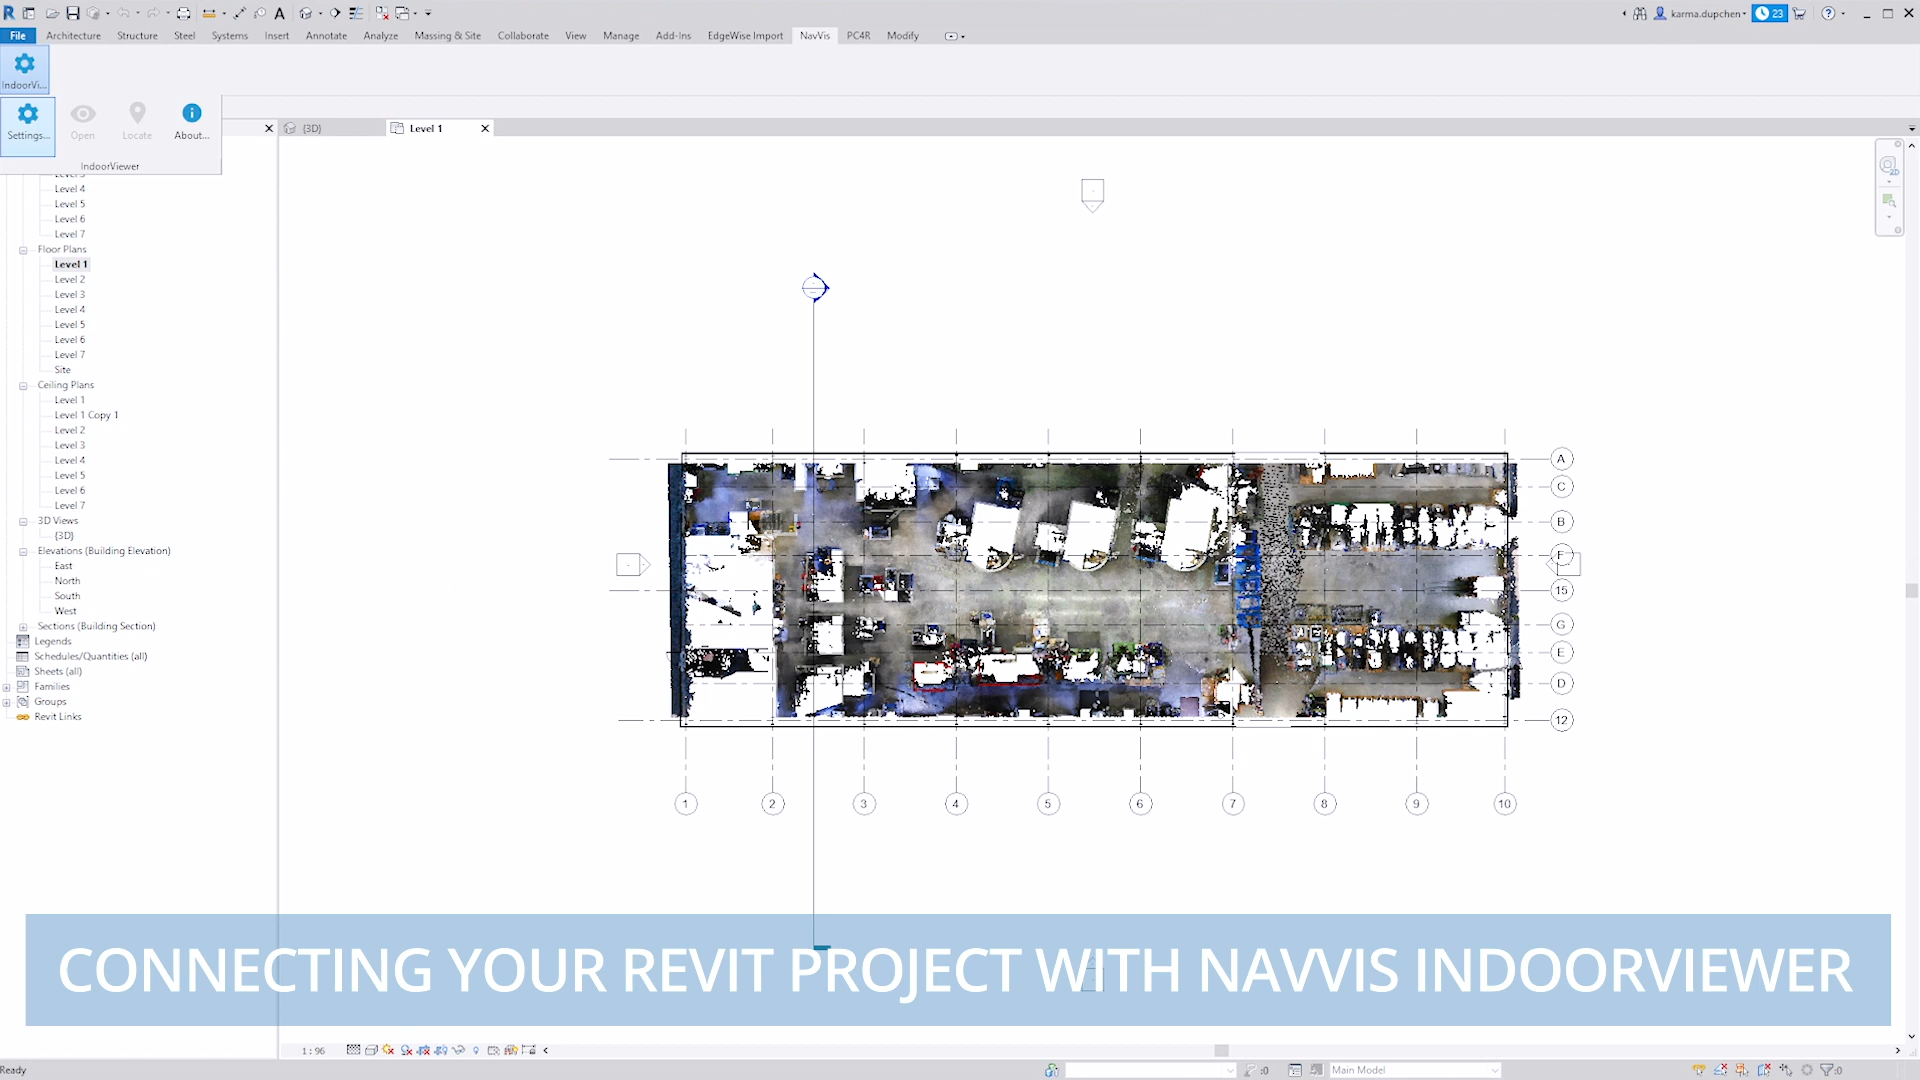 karma.dupchen
23
File Architecture Structure Steel Systems Insert Annotate Analyze Massing & Site Collaborate View Manage Add-Ins EdgeWise Import NavVis PC4R Modify
IndoorVi...
Settings... Open Locate About...
IndoorViewer
{3D}
Level 1
Level 4
Level 5
Level 6
Level 7
Floor Plans
Level 1
Level 2
Level 3
Level 4
Level 5
Level 6
Level 7
Site
Ceiling Plans
Level 1
Level 1 Copy 1
Level 2
Level 3
Level 4
Level 5
Level 6
Level 7
3D Views
{3D}
Elevations (Building Elevation)
East
North
South
West
Sections (Building Section)
Legends
Schedules/Quantities (all)
Sheets (all)
Families
Groups
Revit Links
2D
A
C
B
F
15
G
E
D
12
1 2 3 4 5 6 7 8 9 10
CONNECTING YOUR REVIT PROJECT WITH NAVVIS INDOORVIEWER
1 : 96
Ready
:0
Main Model
:0